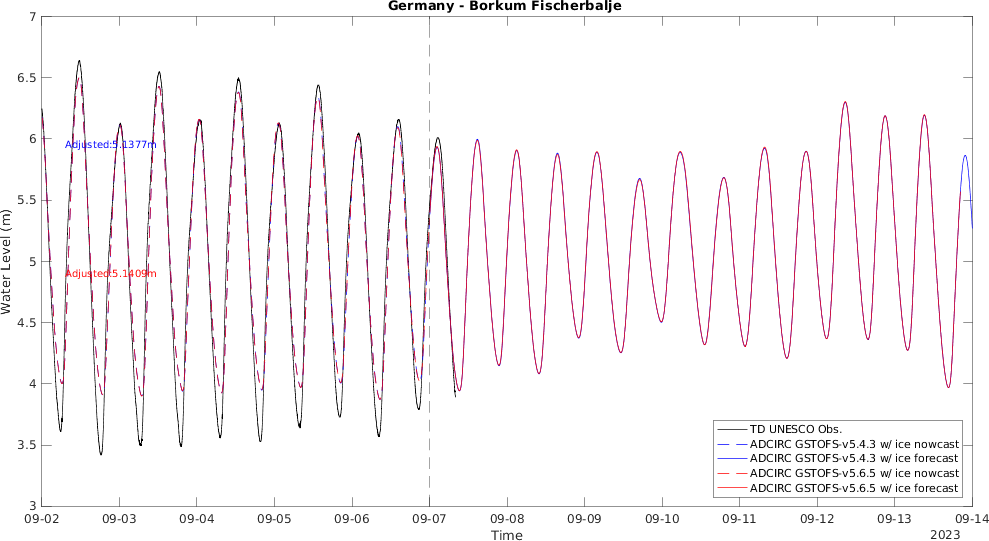 Germany - Borkum Fischerbalje
7
6.5
6
5.5
5
4.5
4
3.5
3
Water Level (m)
Adjusted:5.1377m
Adjusted:5.1409m
TD UNESCO Obs.
ADCIRC GSTOFS-v5.4.3 w/ ice nowcast
ADCIRC GSTOFS-v5.4.3 w/ ice forecast
ADCIRC GSTOFS-v5.6.5 w/ ice nowcast
ADCIRC GSTOFS-v5.6.5 w/ ice forecast
09-02 09-03 09-04 09-05 09-06 09-07 09-08 09-09 09-10 09-11 09-12 09-13 09-14
Time
2023